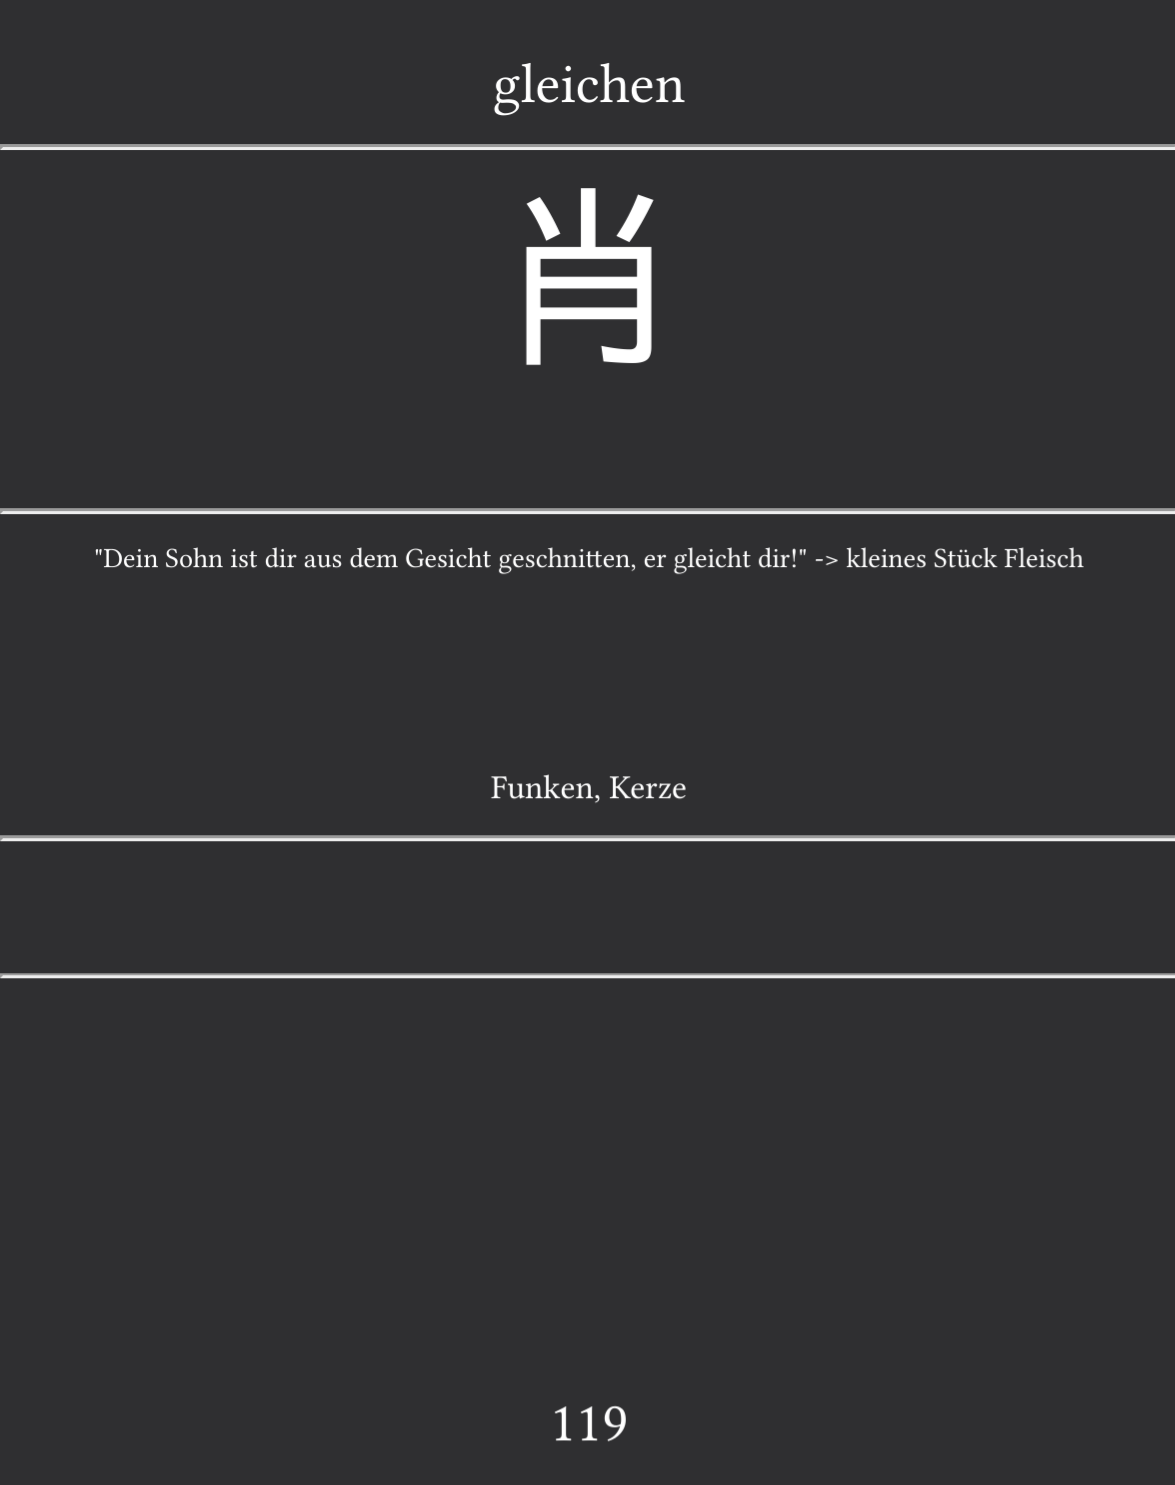 gleichen
肖
"Dein Sohn ist dir aus dem Gesicht geschnitten, er gleicht dir!" -> kleines Stück Fleisch
Funken, Kerze
119